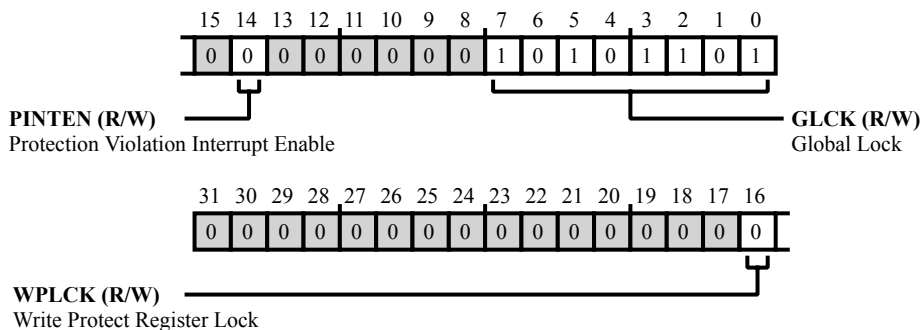 15 14 13 12 11 10 9 8 7 6 5 4 3 2 1 0
0 0 0 0 0 0 0 0 1 0 1 0 1 1 0 1
PINTEN (R/W)
Protection Violation Interrupt Enable
GLCK (R/W)
Global Lock
31 30 29 28 27 26 25 24 23 22 21 20 19 18 17 16
0 0 0 0 0 0 0 0 0 0 0 0 0 0 0 0
WPLCK (R/W)
Write Protect Register Lock